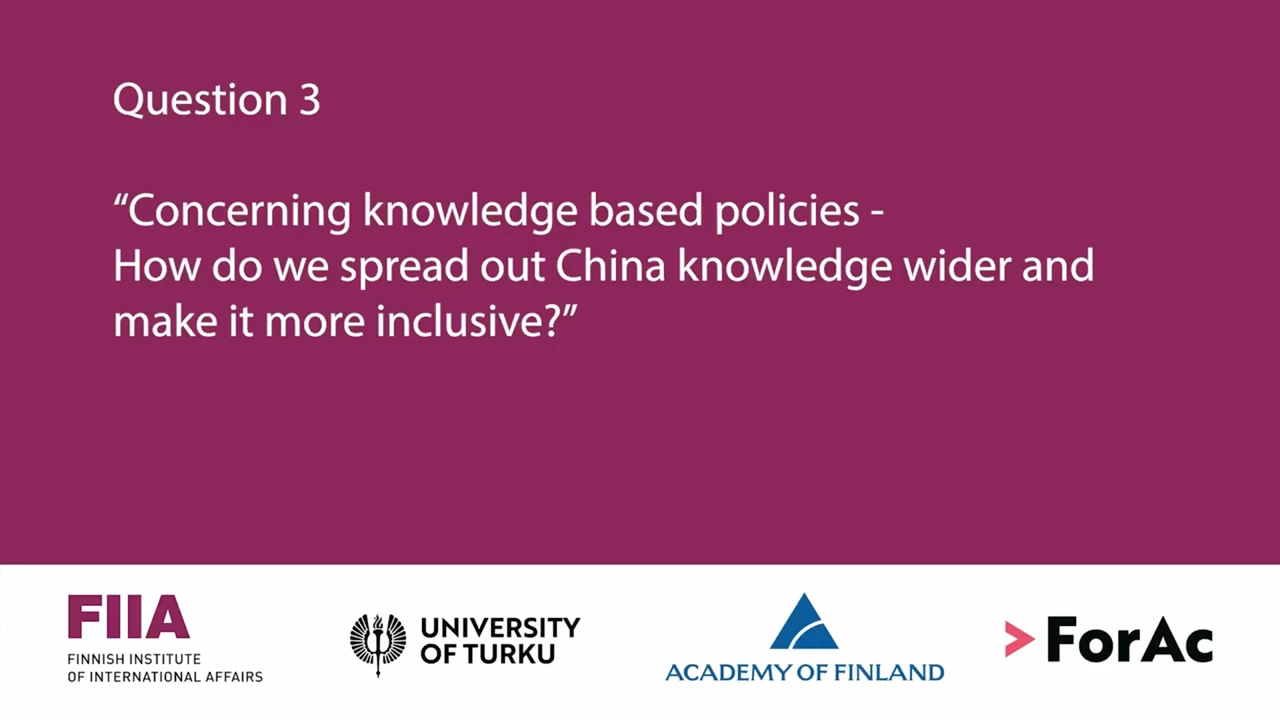 Question 3
“Concerning knowledge based policies -
How do we spread out China knowledge wider and
make it more inclusive?”
FIIA
FINNISH INSTITUTE
OF INTERNATIONAL AFFAIRS
UNIVERSITY
OF TURKU
ACADEMY OF FINLAND
>ForAc